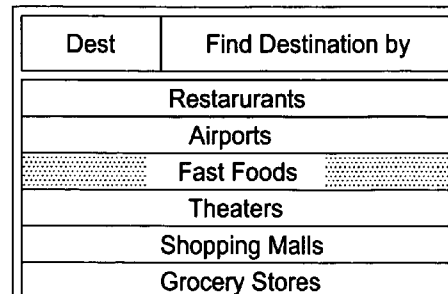 Dest Find Destination by
Restarurants
Airports
Fast Foods
Theaters
Shopping Malls
Grocery Stores